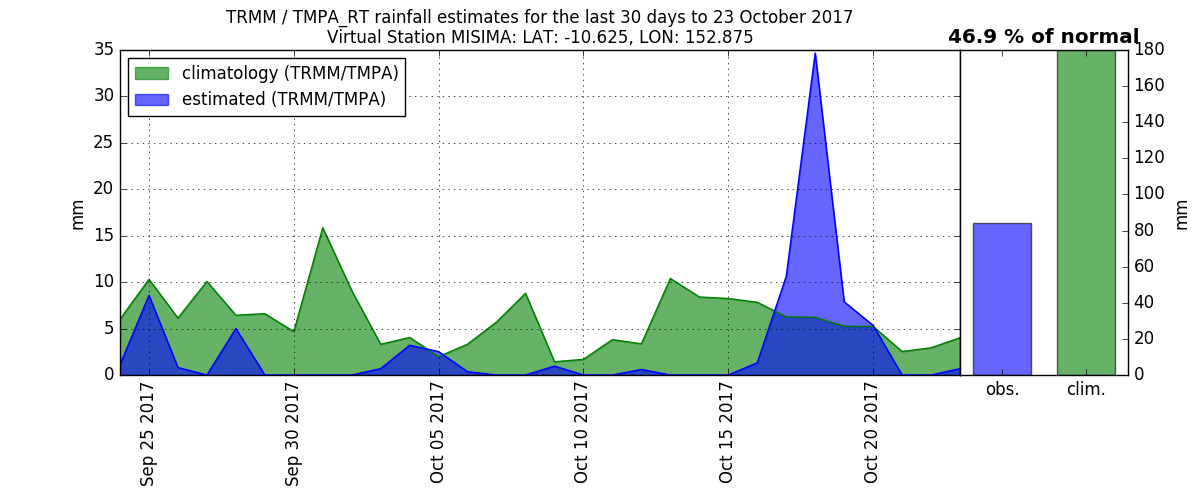 TRMM / TMPA_RT rainfall estimates for the last 30 days to 23 October 2017
Virtual Station MISIMA: LAT: -10.625, LON: 152.875
46.9 % of normal
climatology (TRMM/TMPA)
estimated (TRMM/TMPA)
35
30
25
20
15
10
5
0
mm
Sep 25 2017
Sep 30 2017
Oct 05 2017
Oct 10 2017
Oct 15 2017
Oct 20 2017
obs.
clim.
180
160
140
120
100
80
60
40
20
0
mm